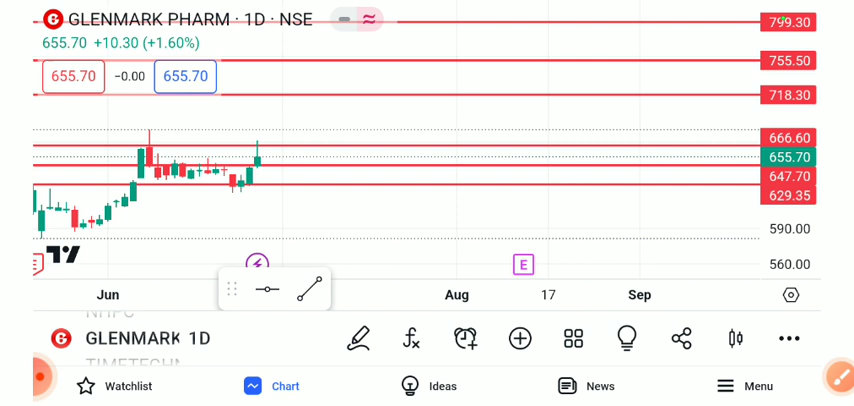 GLENMARK PHARM · 1D · NSE
799.30
655.70 +10.30 (+1.60%)
755.50
655.70 −0.00 655.70
718.30
666.60
655.70
647.70
629.35
590.00
560.00
E
E
Jun Aug 17 Sep
NHPC
GLENMARK 1D
TIMETECHN
Watchlist Chart Ideas News Menu